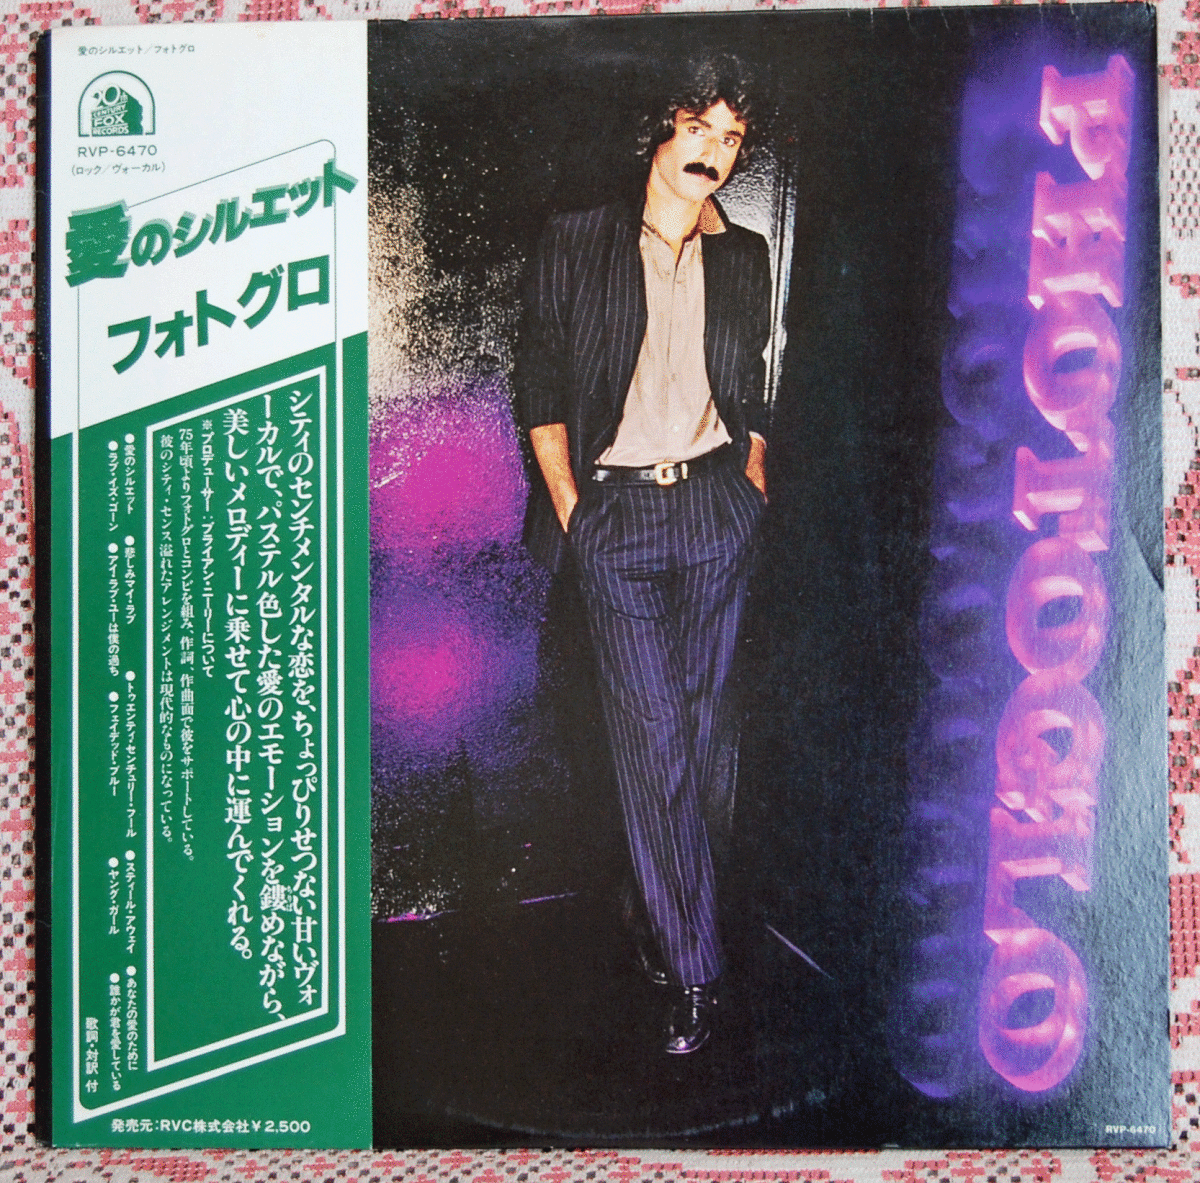 愛のシルエット／フォトグロ
20th
CENTURY
FOX
RECORDS
RVP-6470
(ロック／ヴォーカル)
愛のシルエット
フォトグロ
シティのセンチメンタルな恋を、ちょっぴりせつない甘いヴォ
ーカルで、パステル色した愛のエモーションを鏤めながら、
ちりば
美しいメロディーに乗せて心の中に運んでくれる。
※プロデューサー：ブライアン・ニーリーについて
75年頃よりフォトグロとコンビを組み、作詞、作曲面で彼をサポートしている。
彼のシティ・センス溢れたアレンジメントは現代的なものになっている。
●愛のシルエット ●悲しみマイ・ラブ ●トゥエンティ・センチュリー・フール ●スティール・アウェイ ●あなたの愛のために
●ラブ・イズ・ゴーン ●アイ・ラブ・ユーは僕の過ち ●フェイデッド・ブルー ●ヤング・ガール ●誰かが君を愛している
歌詞・対訳 付
発売元：RVC株式会社￥2,500
PHOTOGLO
RVP-6470